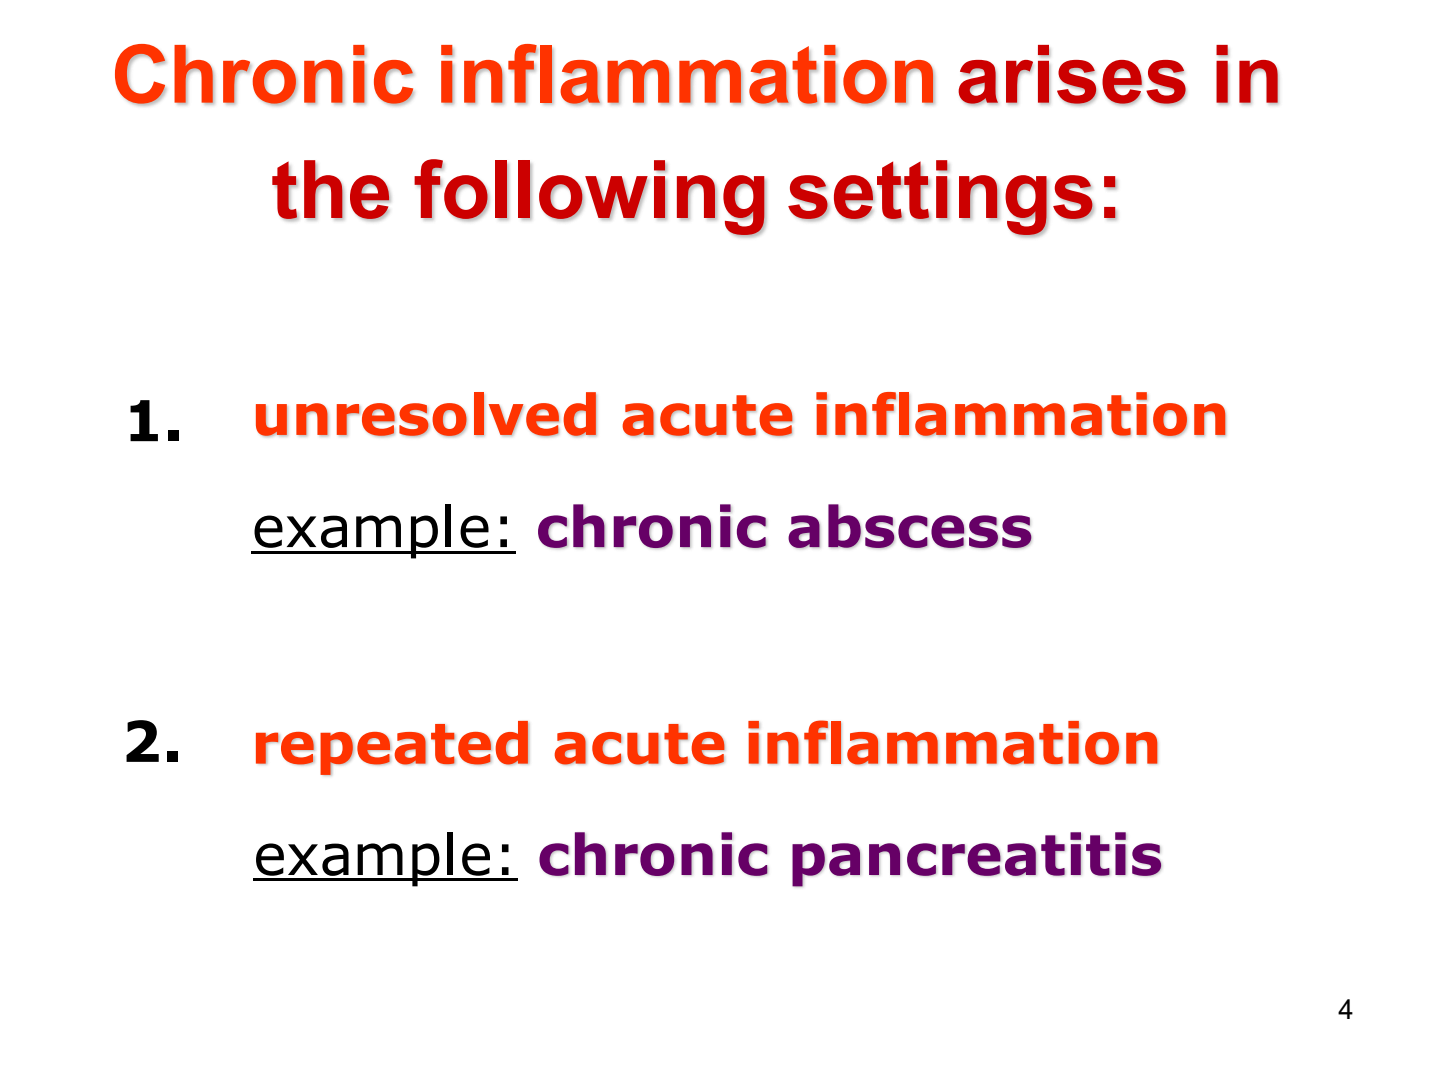 Chronic inflammation arises in
the following settings:
1. unresolved acute inflammation
example: chronic abscess
2. repeated acute inflammation
example: chronic pancreatitis
4